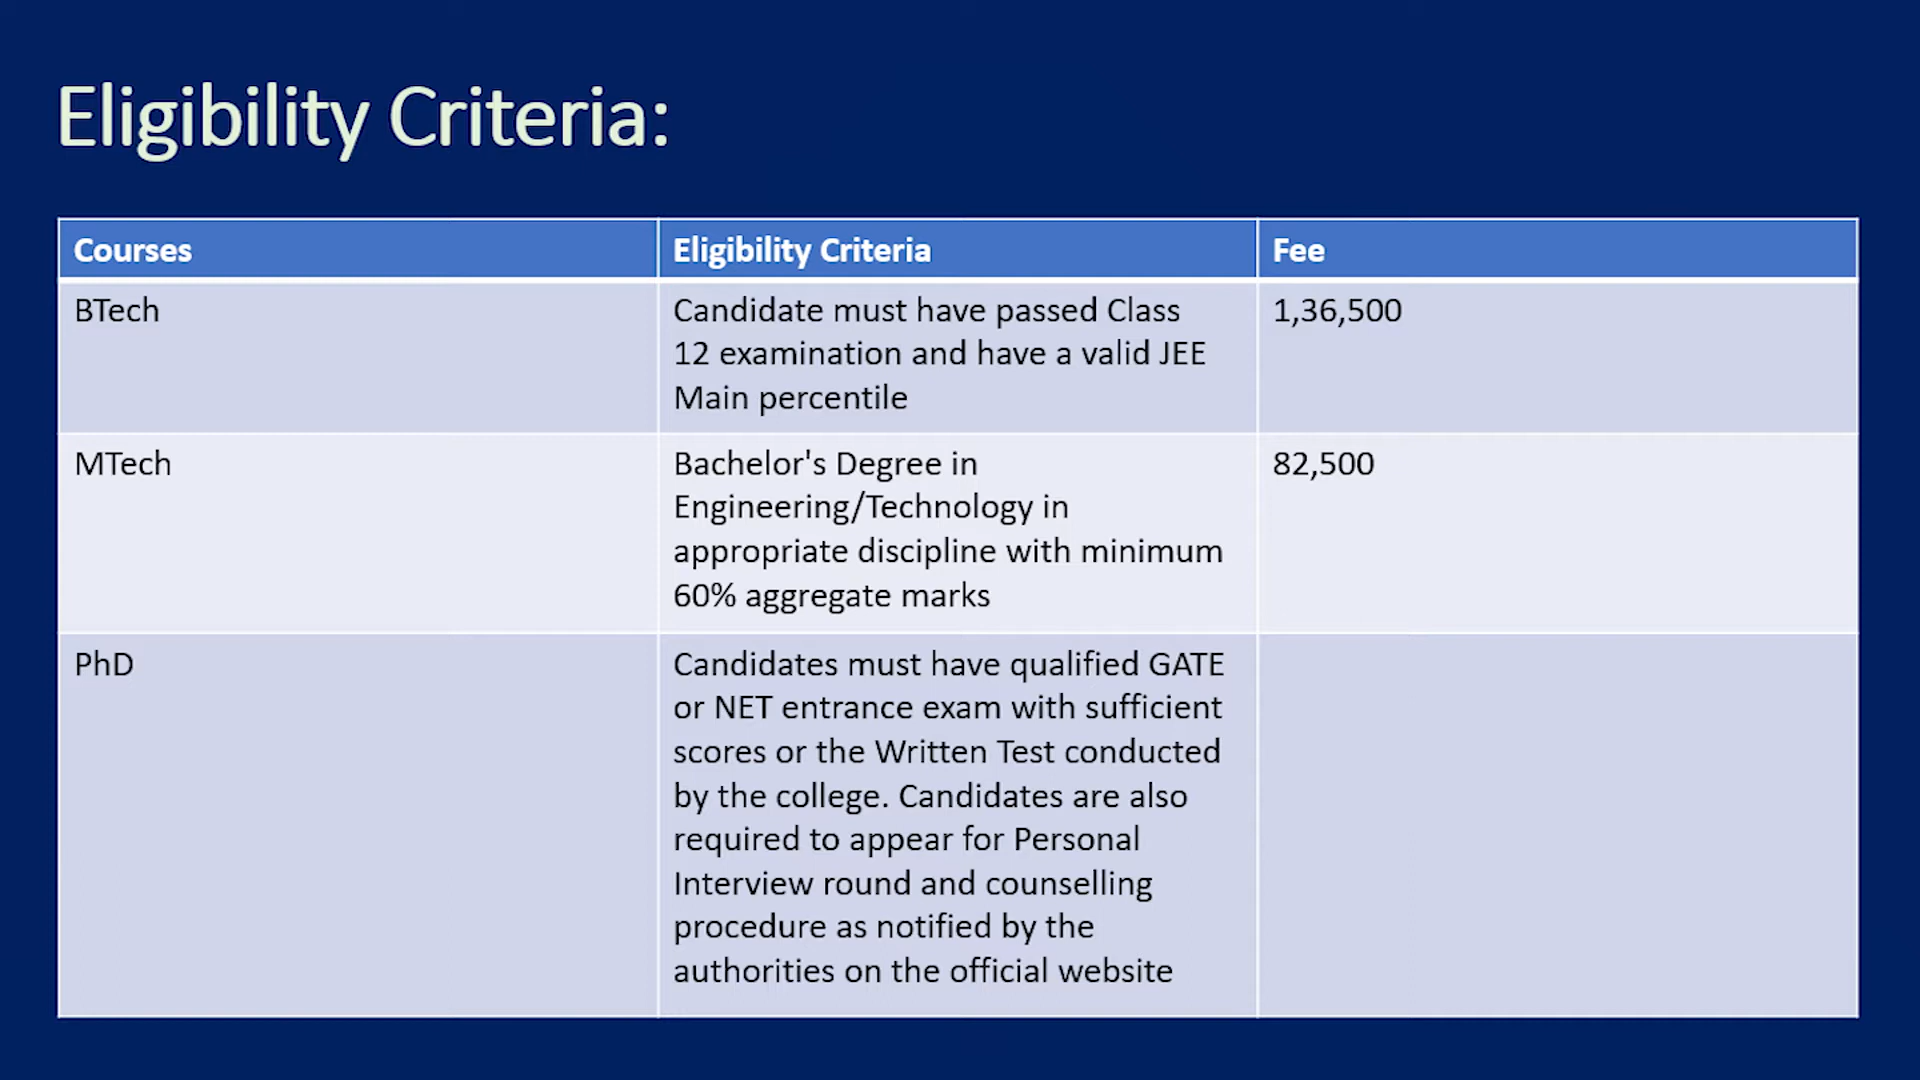 Eligibility Criteria:
Courses
Eligibility Criteria
Fee
BTech
Candidate must have passed Class
12 examination and have a valid JEE
Main percentile
1,36,500
MTech
Bachelor's Degree in
Engineering/Technology in
appropriate discipline with minimum
60% aggregate marks
82,500
PhD
Candidates must have qualified GATE
or NET entrance exam with sufficient
scores or the Written Test conducted
by the college. Candidates are also
required to appear for Personal
Interview round and counselling
procedure as notified by the
authorities on the official website